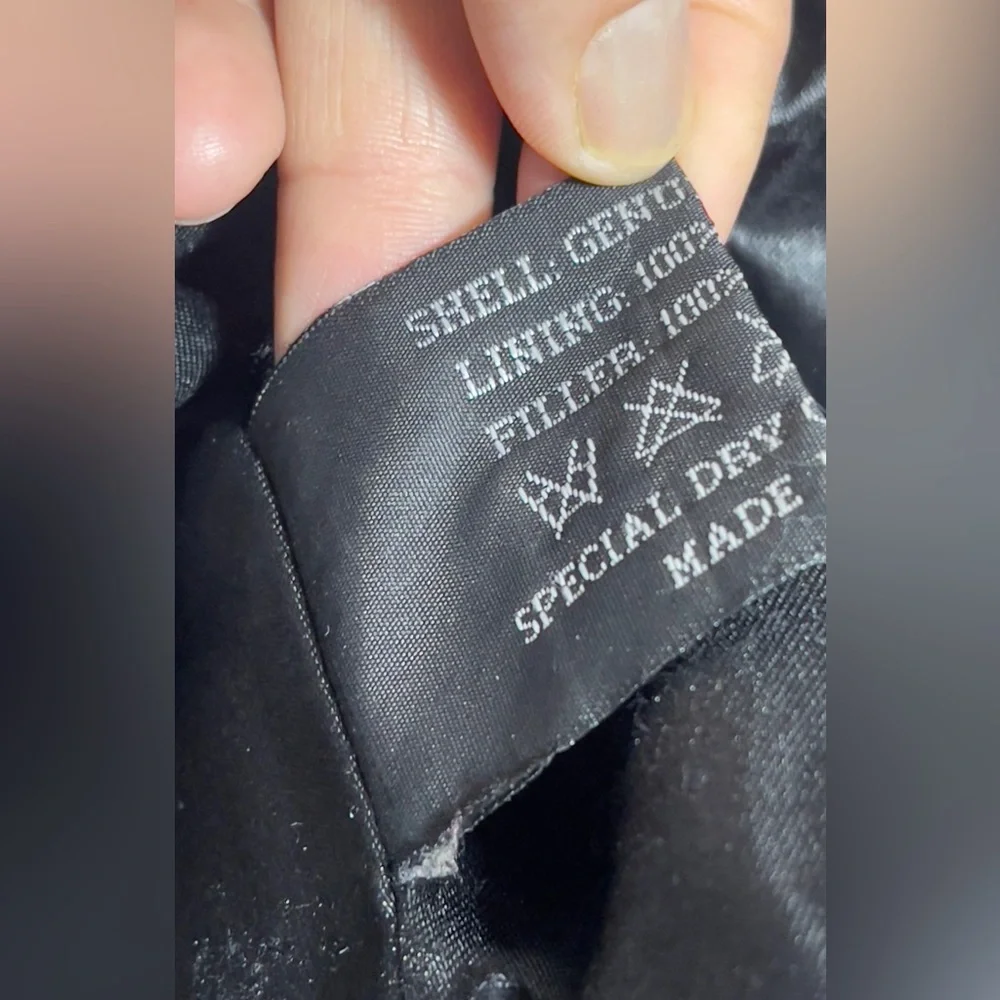 SHELL: GENU
LINING: 100%
FILLER: 100%
SPECIAL DRY
MADE